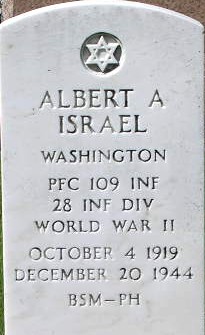 ALBERT A
ISRAEL
WASHINGTON
PFC 109 INF
28 INF DIV
WORLD WAR II
OCTOBER 4 1919
DECEMBER 20 1944
BSM-PH